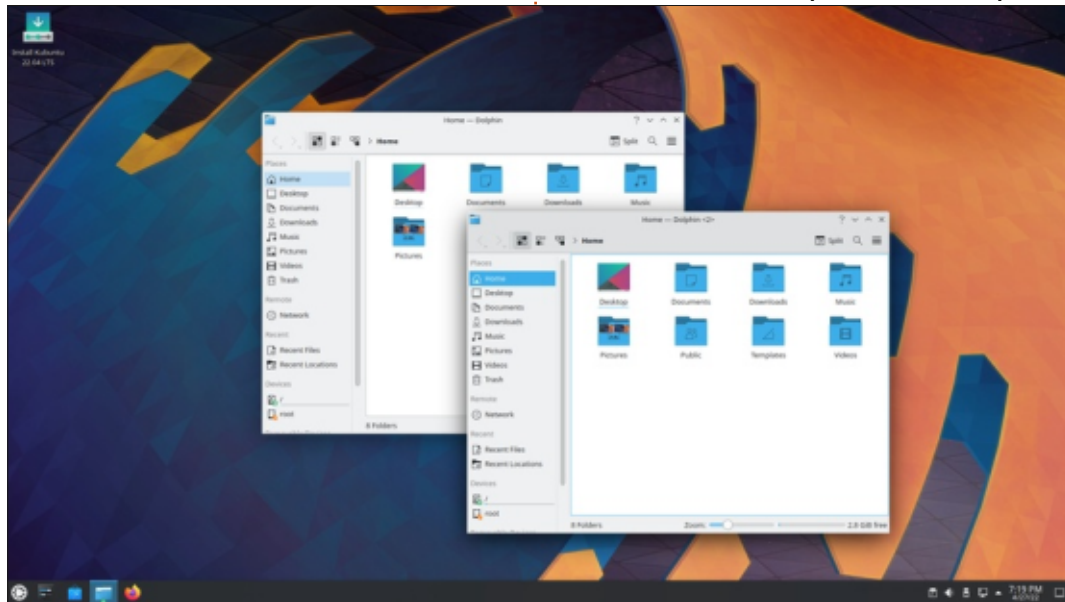 Install Kubuntu
22.04 LTS
Home — Dolphin
Home
Split
Places
Home
Desktop
Documents
Downloads
Music
Pictures
Videos
Trash
Remote
Network
Recent
Recent Files
Recent Locations
Devices
/
root
Desktop
Documents
Downloads
Music
Pictures
8 Folders
Home — Dolphin <2>
Home
Split
Places
Home
Desktop
Documents
Downloads
Music
Pictures
Videos
Trash
Remote
Network
Recent
Recent Files
Recent Locations
Devices
/
root
Desktop
Documents
Downloads
Music
Pictures
Public
Templates
Videos
8 Folders
Zoom:
2.8 GiB free
7:19 PM
4/27/22